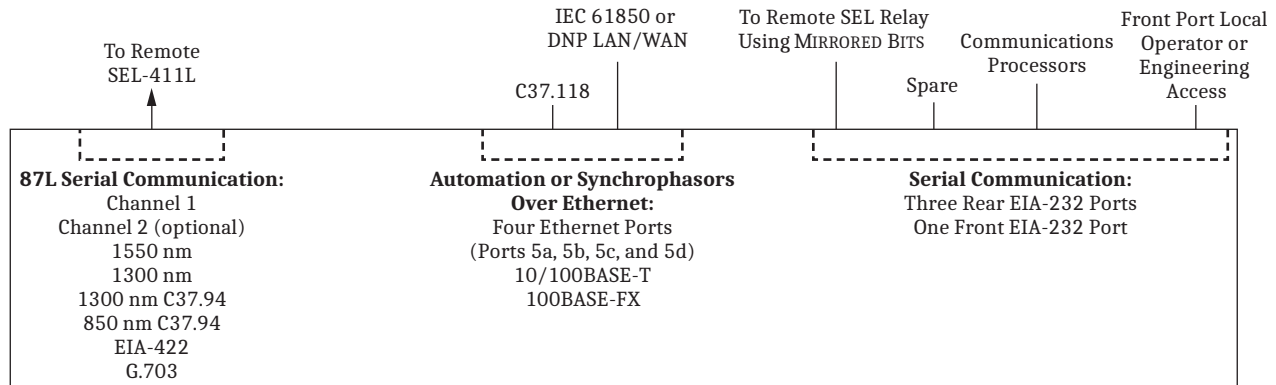 To Remote
SEL-411L
C37.118
IEC 61850 or
DNP LAN/WAN
To Remote SEL Relay
Using MIRRORED BITS
Spare
Communications
Processors
Front Port Local
Operator or
Engineering
Access
87L Serial Communication:
Channel 1
Channel 2 (optional)
1550 nm
1300 nm
1300 nm C37.94
850 nm C37.94
EIA-422
G.703
Automation or Synchrophasors
Over Ethernet:
Four Ethernet Ports
(Ports 5a, 5b, 5c, and 5d)
10/100BASE-T
100BASE-FX
Serial Communication:
Three Rear EIA-232 Ports
One Front EIA-232 Port